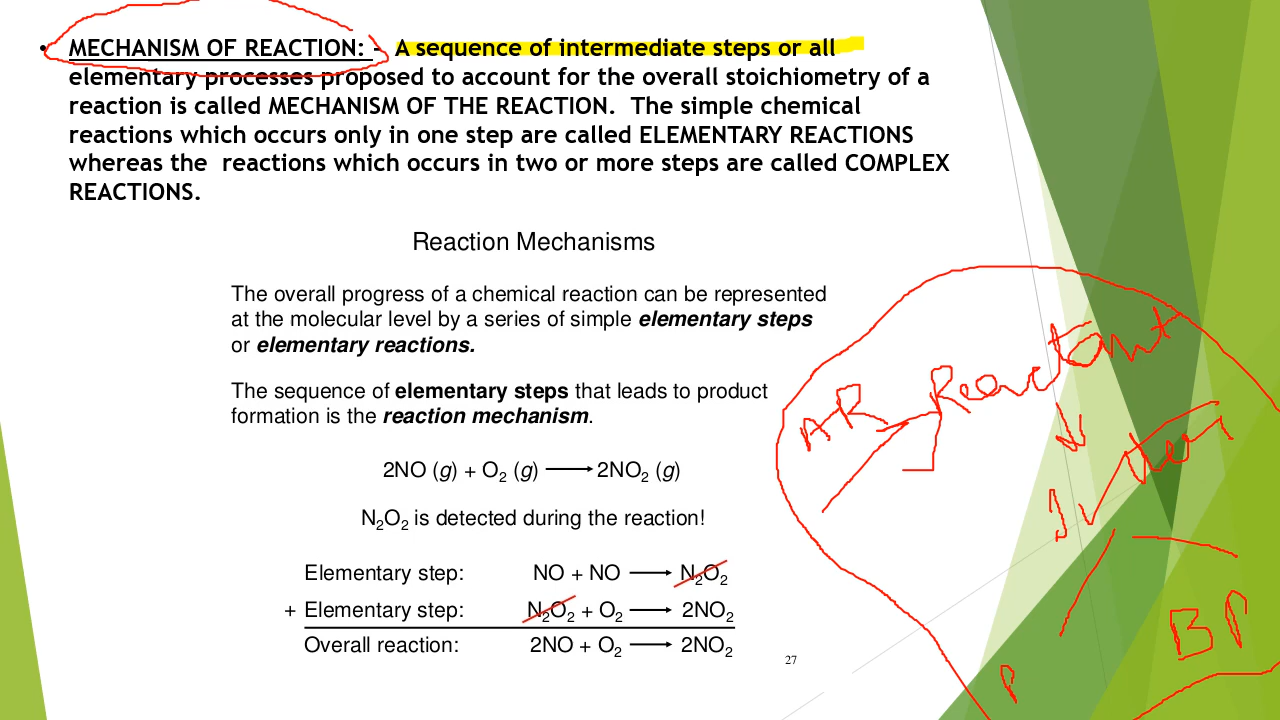 • MECHANISM OF REACTION: - A sequence of intermediate steps or all
elementary processes proposed to account for the overall stoichiometry of a
reaction is called MECHANISM OF THE REACTION. The simple chemical
reactions which occurs only in one step are called ELEMENTARY REACTIONS
whereas the reactions which occurs in two or more steps are called COMPLEX
REACTIONS.
Reaction Mechanisms
The overall progress of a chemical reaction can be represented
at the molecular level by a series of simple elementary steps
or elementary reactions.
The sequence of elementary steps that leads to product
formation is the reaction mechanism.
2NO (g) + O₂ (g) ⟶ 2NO₂ (g)
N₂O₂ is detected during the reaction!
Elementary step: NO + NO ⟶ N₂O₂
+ Elementary step: N₂O₂ + O₂ ⟶ 2NO₂
Overall reaction: 2NO + O₂ ⟶ 2NO₂
27
AR Reactant
Inter
BP
P